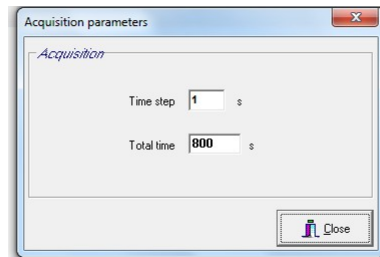 Acquisition parameters
Acquisition
Time step 1 s
Total time 800 s
Close